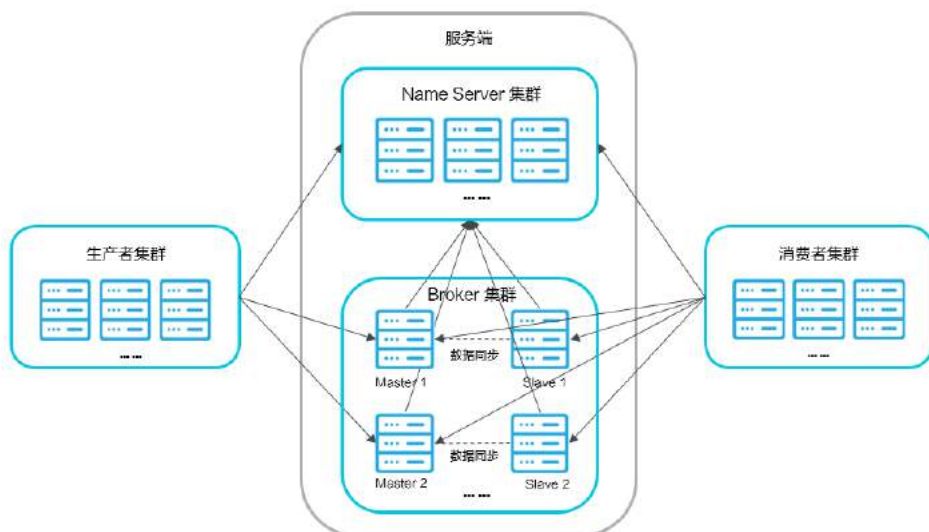 服务端
Name Server 集群
... ...
生产者集群
... ...
消费者集群
... ...
Broker 集群
数据同步
Master 1
Slave 1
数据同步
Master 2
Slave 2
... ...